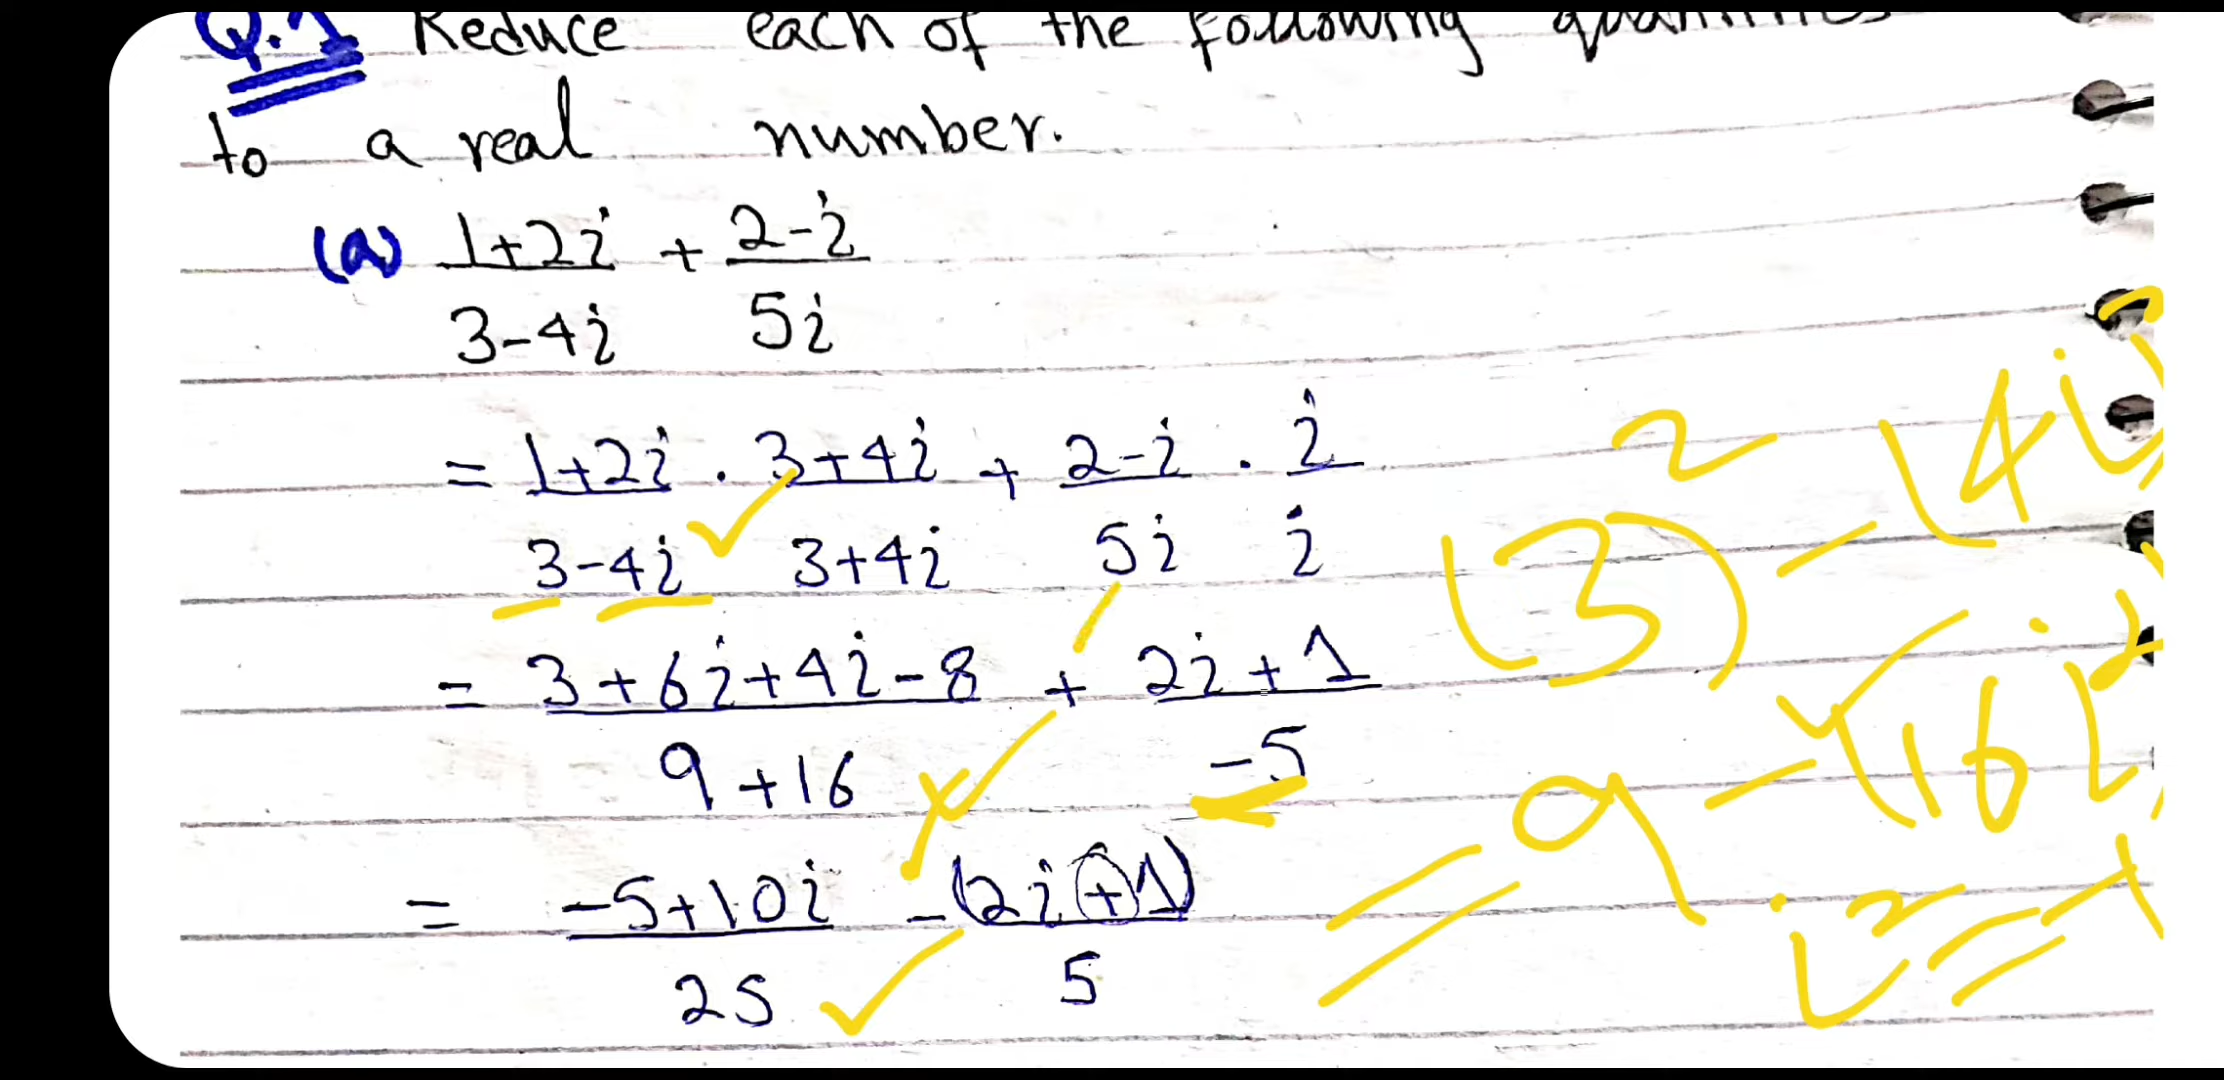 Q.1 Reduce each of the following quantities
to a real number.
(a) 1+2i + 2-i
3-4i 5i
= 1+2i . 3+4i + 2-i . i
3-4i 3+4i 5i i
(3)² - (4i)²
= 3+6i+4i-8 + 2i+1
9+16 -5
= 9 - (16i²)
= -5+10i - (2i+1)
25 5
i² = -1